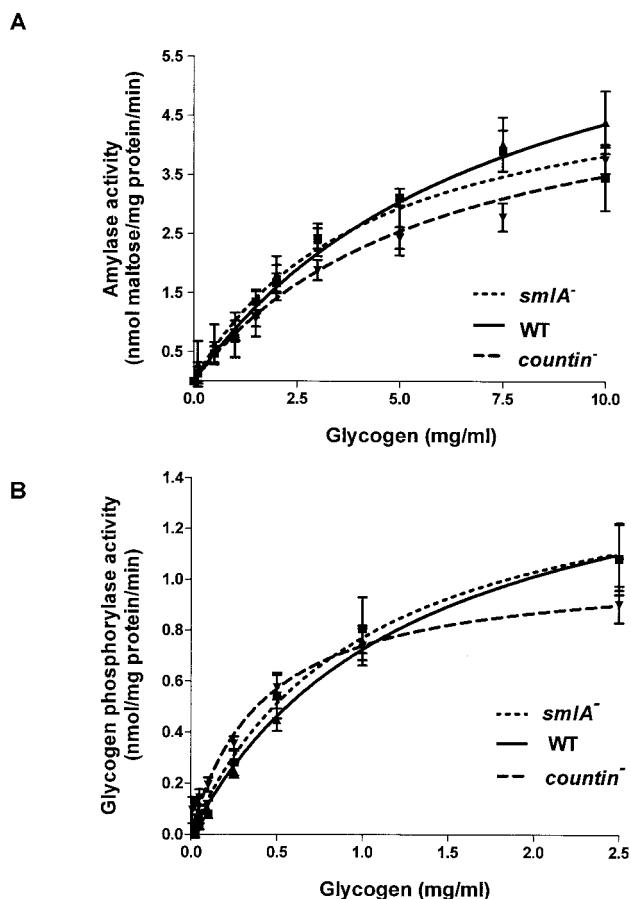 A
Amylase activity
(nmol maltose/mg protein/min)
5.5
4.5
3.5
2.5
1.5
0.5
smlA-
WT
countin-
0.0
2.5
5.0
7.5
10.0
Glycogen (mg/ml)
B
Glycogen phosphorylase activity
(nmol/mg protein/min)
1.4
1.2
1.0
0.8
0.6
0.4
0.2
0.0
smlA-
WT
countin-
0.0
0.5
1.0
1.5
2.0
2.5
Glycogen (mg/ml)